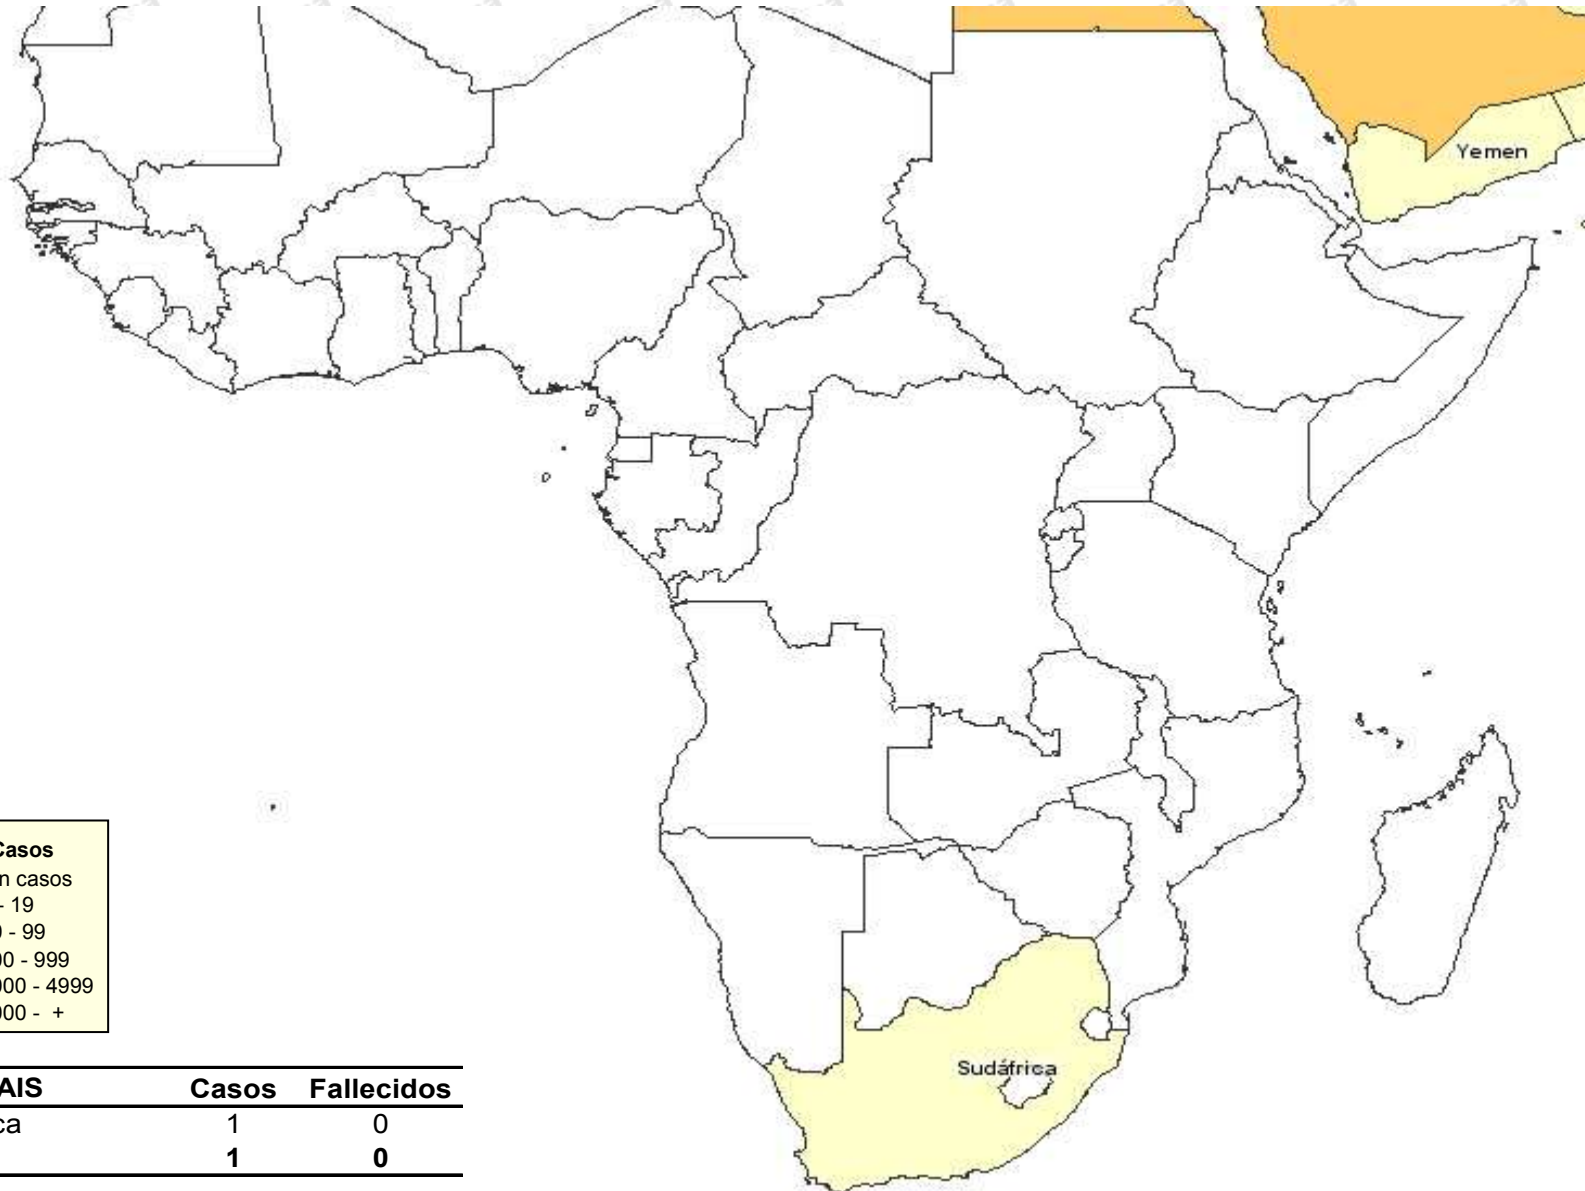 Yemen
Casos
n casos
- 19
- 99
00 - 999
000 - 4999
000 - +
Sudáfrica
AIS Casos Fallecidos
ca 1 0
1 0